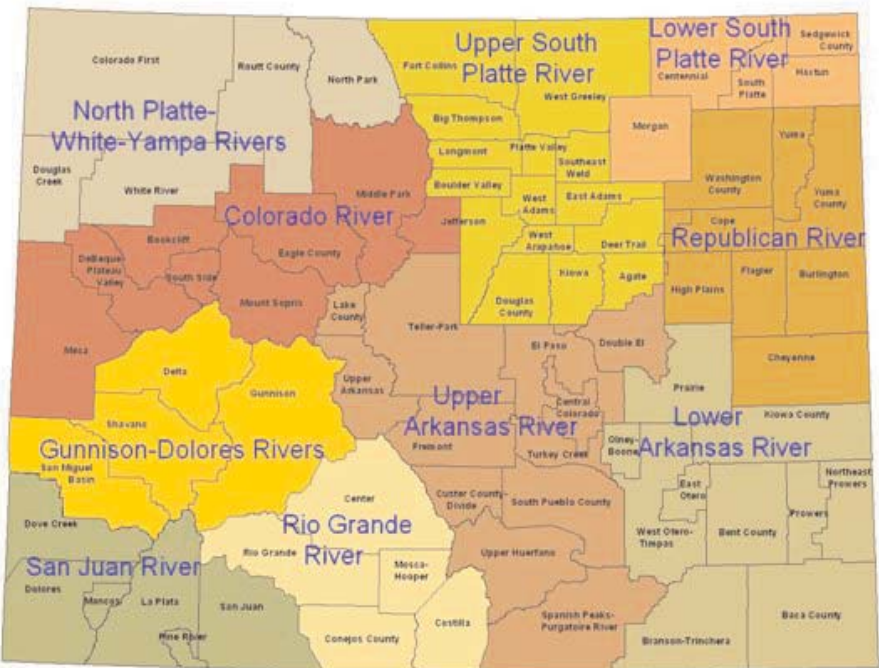 Colorado First
Routt County
North Park
Fort Collins
Upper South
Platte River
West Greeley
Lower South
Platte River
Sedgewick
County
Centennial
South
Platte
Haxtun
North Platte-
White-Yampa Rivers
Douglas
Creek
White River
Big Thompson
Longmont
Platte Valley
Southeast
Weld
Boulder Valley
West
Adams
East Adams
Morgan
Yuma
Washington
County
Yuma
County
Middle Park
Colorado River
Jefferson
West
Arapahoe
Deer Trail
Cope
Republican River
Bookcliff
Eagle County
DeBeque-
Plateau
Valley
South Side
Mount Sopris
Lake
County
Teller-Park
Douglas
County
Kiowa
Agate
High Plains
Flagler
Burlington
Mesa
Delta
Gunnison
Upper
Arkansas
El Paso
Double El
Cheyenne
Prairie
Shavano
Gunnison-Dolores Rivers
San Miguel
Basin
Upper
Arkansas River
Central
Colorado
Fremont
Turkey Creek
Kiowa County
Lower
Arkansas River
Olney-
Boone
Dove Creek
Center
Rio Grande
River
Rio Grande
Mosca-
Hooper
Custer County-
Divide
South Pueblo County
East
Otero
West Otero-
Timpas
Bent County
Prowers
Northeast
Prowers
San Juan River
Dolores
Mancos
La Plata
Pine River
San Juan
Upper Huerfano
Conejos County
Costilla
Spanish Peaks-
Purgatoire River
Branson-Trinchera
Baca County